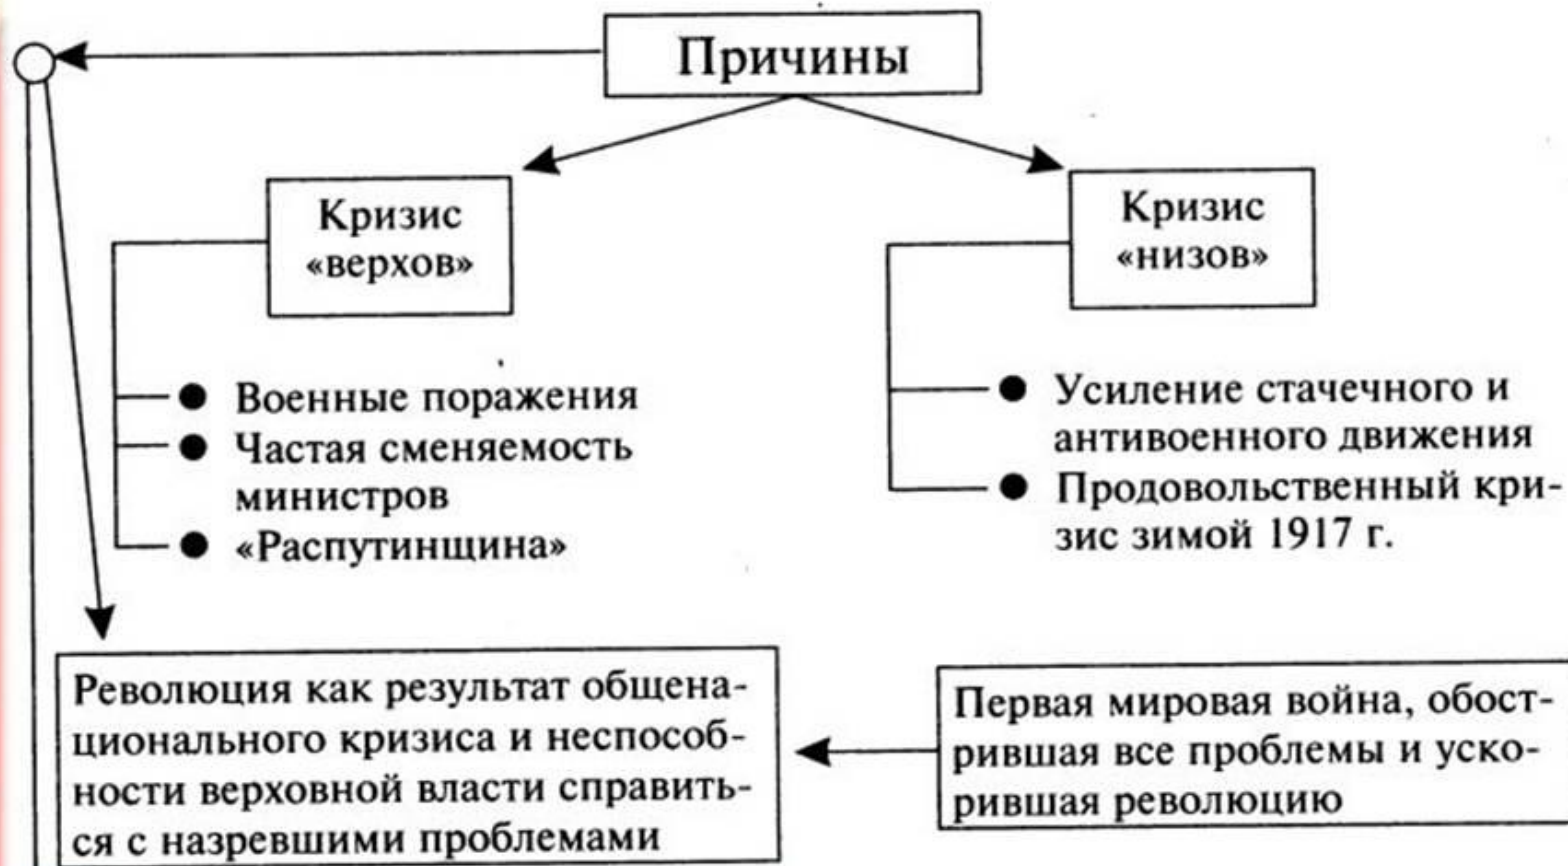 Причины
Кризис
«верхов»
Военные поражения
Частая сменяемость
министров
«Распутинщина»
Кризис
«низов»
Усиление стачечного и
антивоенного движения
Продовольственный кри-
зис зимой 1917 г.
Революция как результат общена-
ционального кризиса и неспособ-
ности верховной власти справить-
ся с назревшими проблемами
Первая мировая война, обост-
рившая все проблемы и уско-
рившая революцию